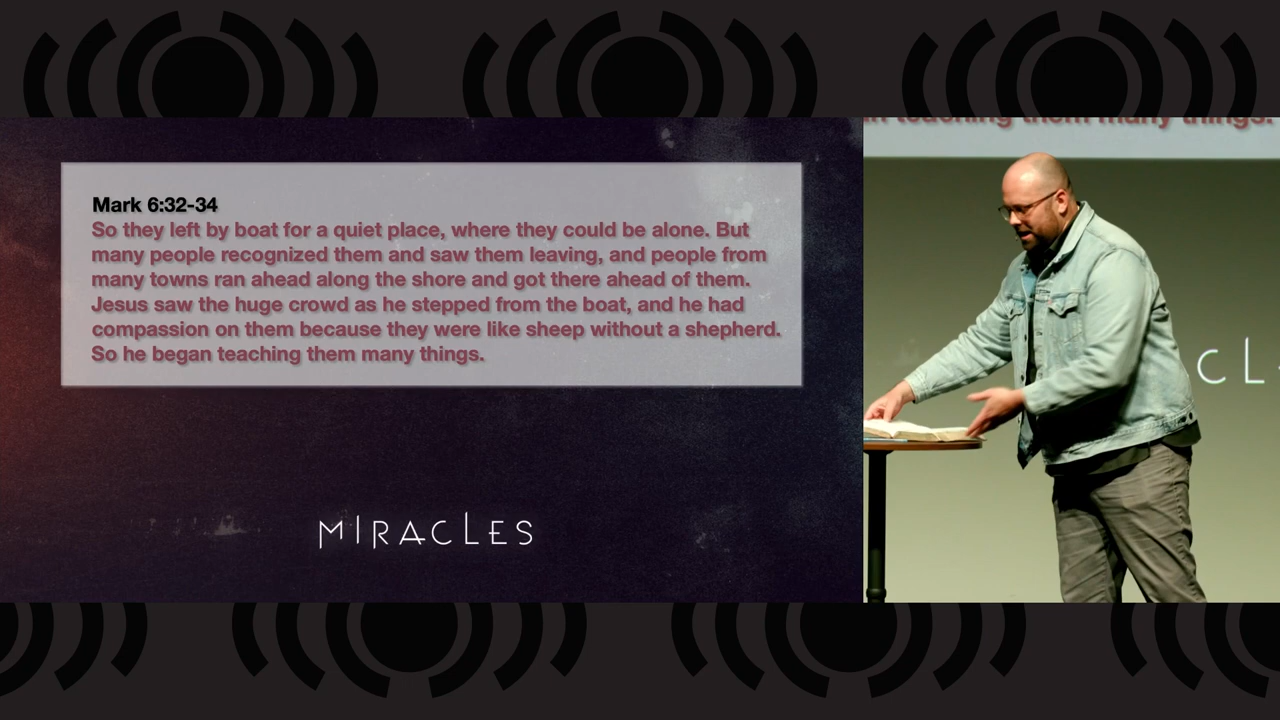 Mark 6:32-34
So they left by boat for a quiet place, where they could be alone. But
many people recognized them and saw them leaving, and people from
many towns ran ahead along the shore and got there ahead of them.
Jesus saw the huge crowd as he stepped from the boat, and he had
compassion on them because they were like sheep without a shepherd.
So he began teaching them many things.
MIRACLES
teaching them many things.
CL